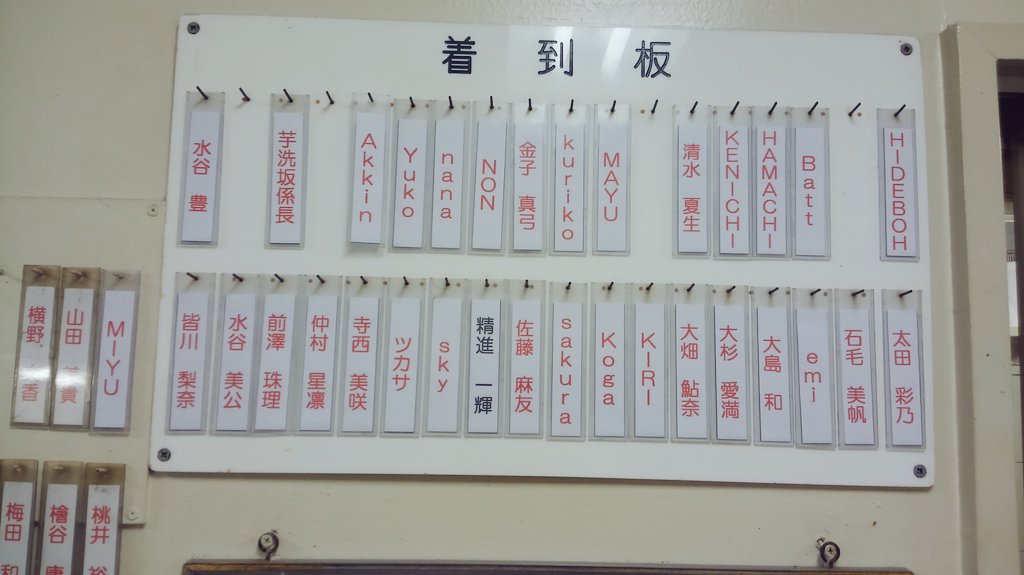 着到板
HIDEBOH
Batt
HAMACHI
KENICHI
清水 夏生
MAYU
kuriko
金子 真弓
NON
nana
Yuko
Akkin
芋洗坂係長
水谷 豊
太田 彩乃
石毛 美帆
emj
大島 和
大杉 愛満
大畑 鮎奈
KIRI
Koga
sakura
佐藤 麻友
精進 一輝
sky
ツカサ
寺西 美咲
仲村 星凛
前澤 珠理
水谷 美公
皆川 梨奈
MIYU
山田
横野 香
桃井 裕
檜谷
梅田 和